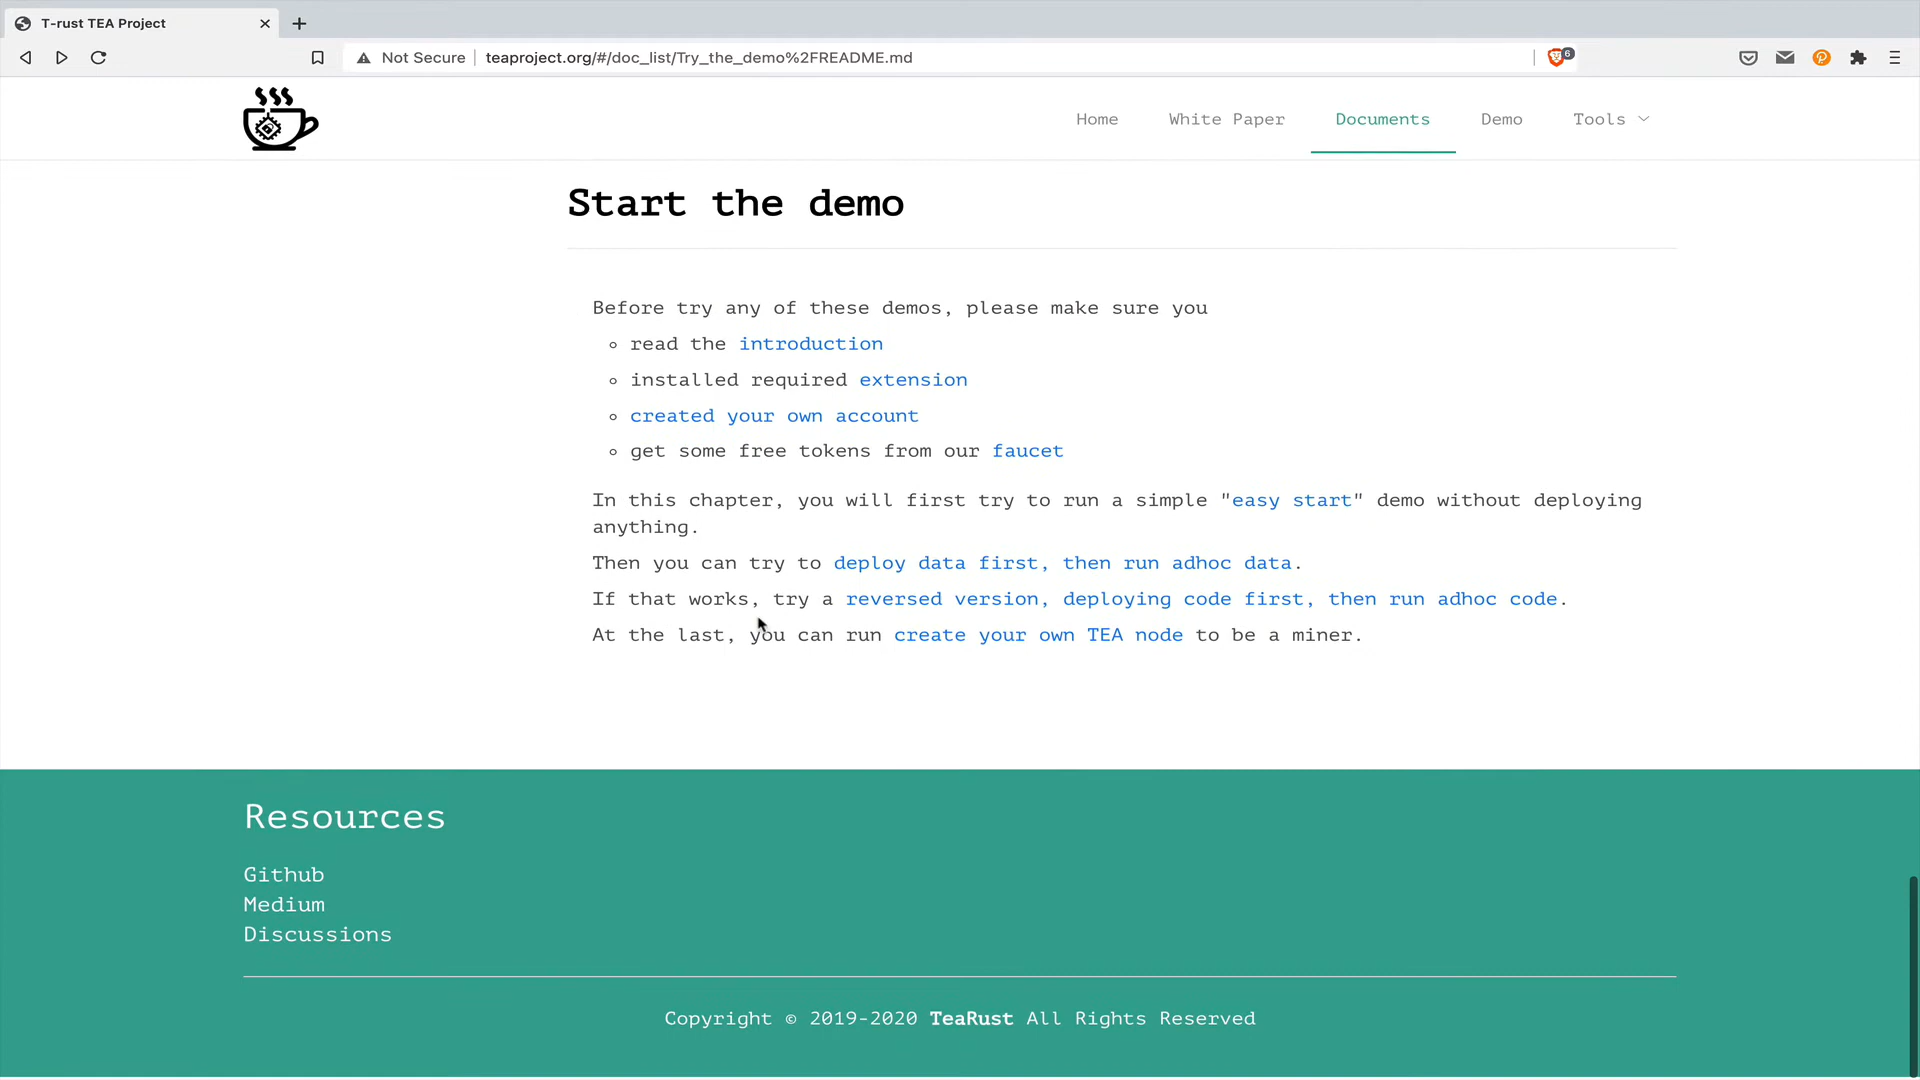 T-rust TEA Project
Not Secure
teaproject.org/#/doc_list/Try_the_demo%2FREADME.md
6
Home
White Paper
Documents
Demo
Tools
Start the demo
Before try any of these demos, please make sure you
read the introduction
installed required extension
created your own account
get some free tokens from our faucet
In this chapter, you will first try to run a simple "easy start" demo without deploying
anything.
Then you can try to deploy data first, then run adhoc data.
If that works, try a reversed version, deploying code first, then run adhoc code.
At the last, you can run create your own TEA node to be a miner.
Resources
Github
Medium
Discussions
Copyright © 2019-2020 TeaRust All Rights Reserved